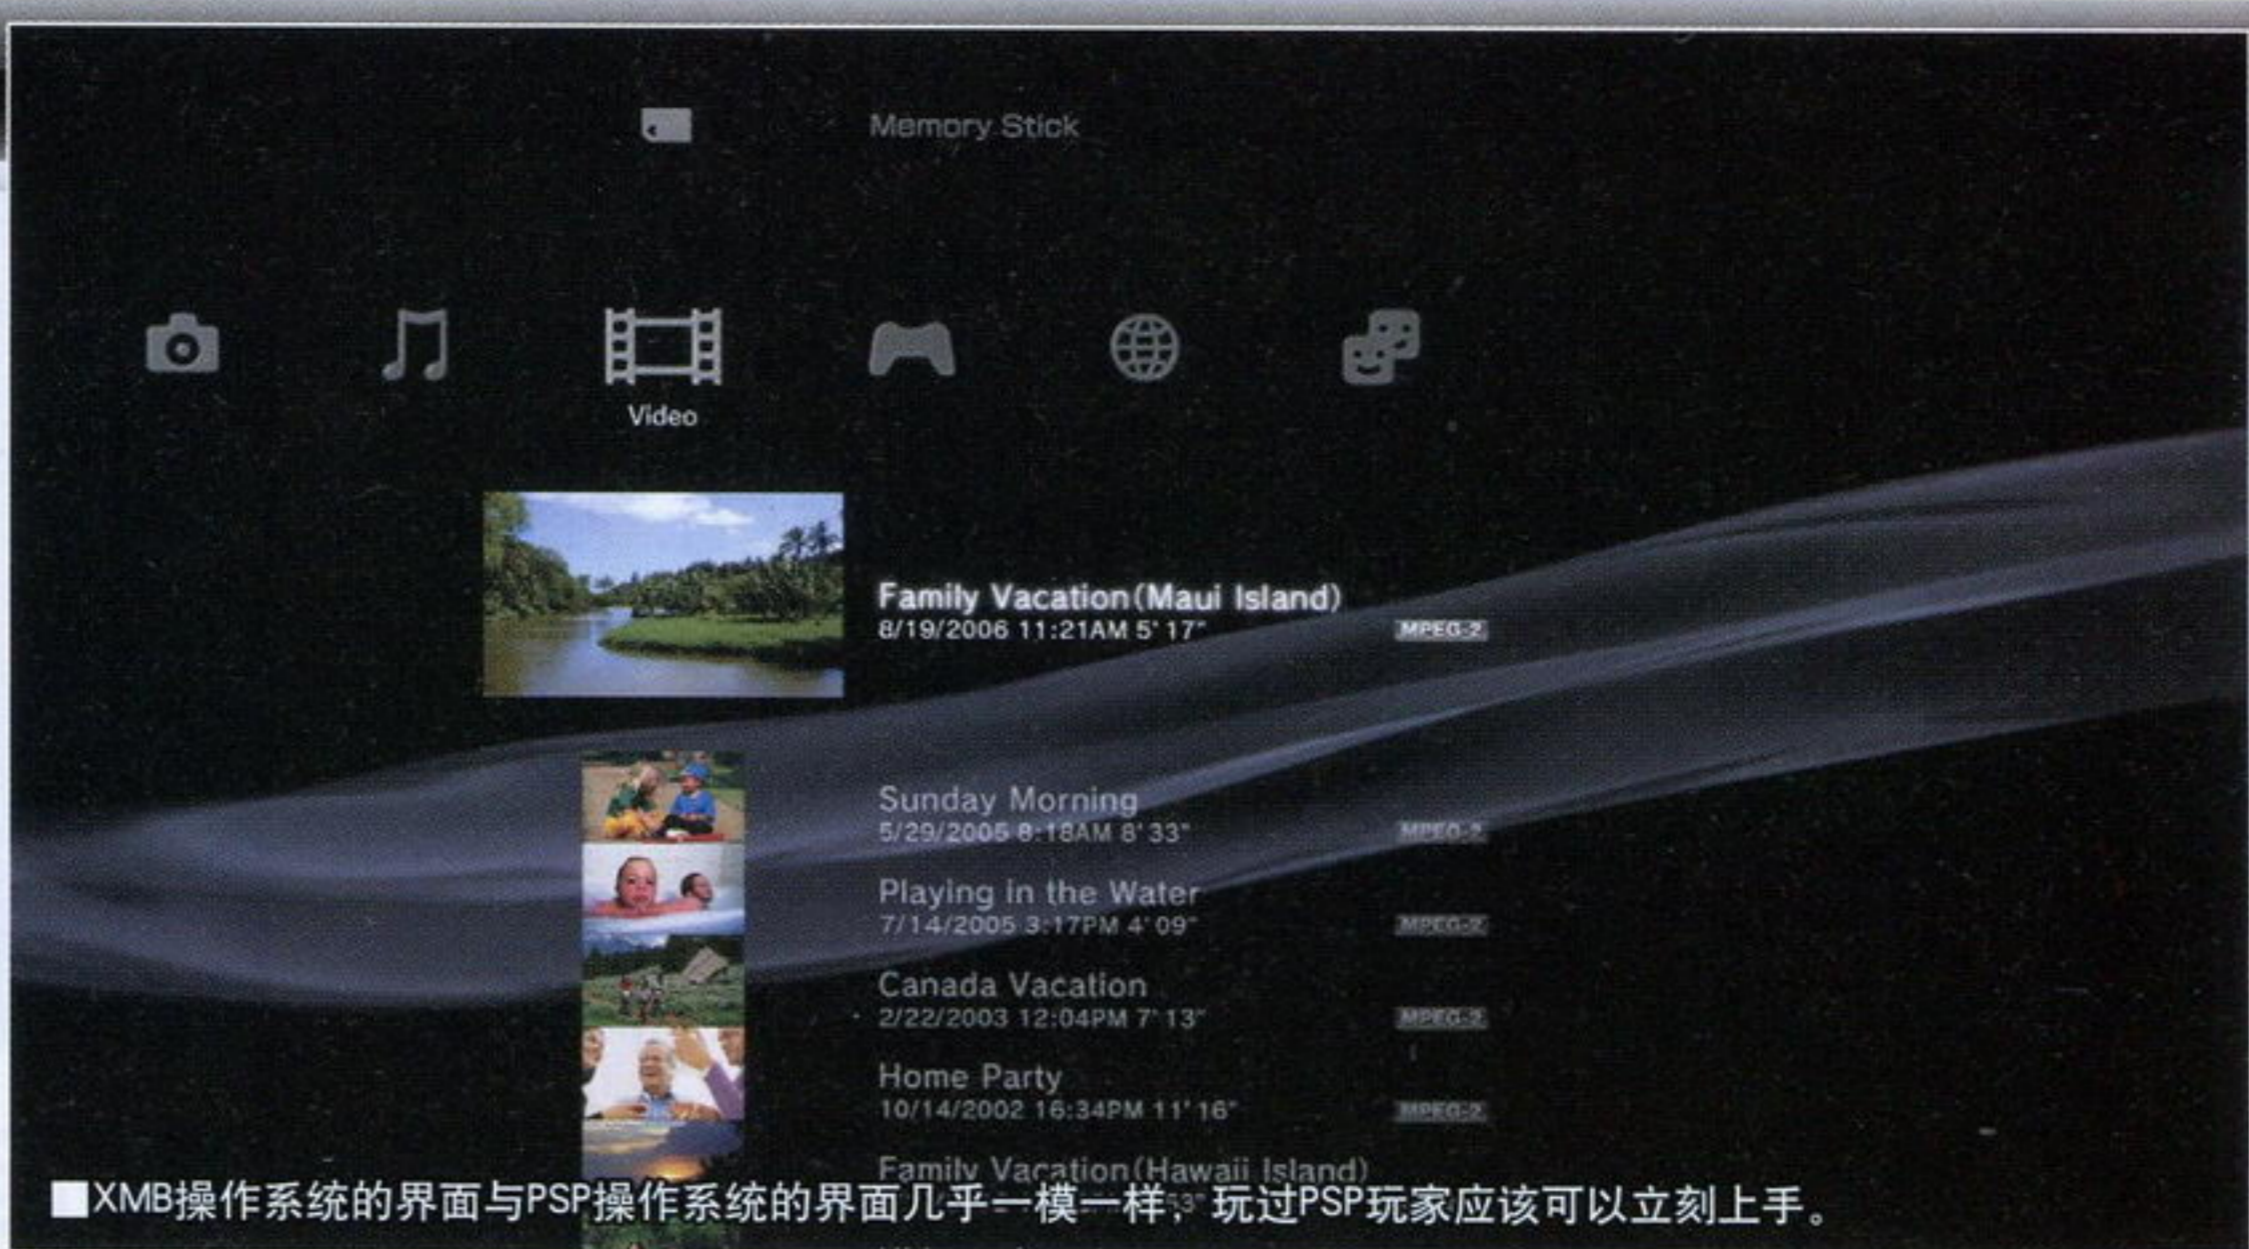 Memory Stick
Video
Family Vacation(Maui Island)
8/19/2006 11:21AM 5'17"
MPEG-2
Sunday Morning
5/29/2005 8:18AM 8'33"
MPEG-2
Playing in the Water
7/14/2005 3:17PM 4'09"
MPEG-2
Canada Vacation
2/22/2003 12:04PM 7'13"
MPEG-2
Home Party
10/14/2002 16:34PM 11'16"
MPEG-2
Family Vacation(Hawaii Island)
■XMB操作系统的界面与PSP操作系统的界面几乎一模一样，玩过PSP玩家应该可以立刻上手。